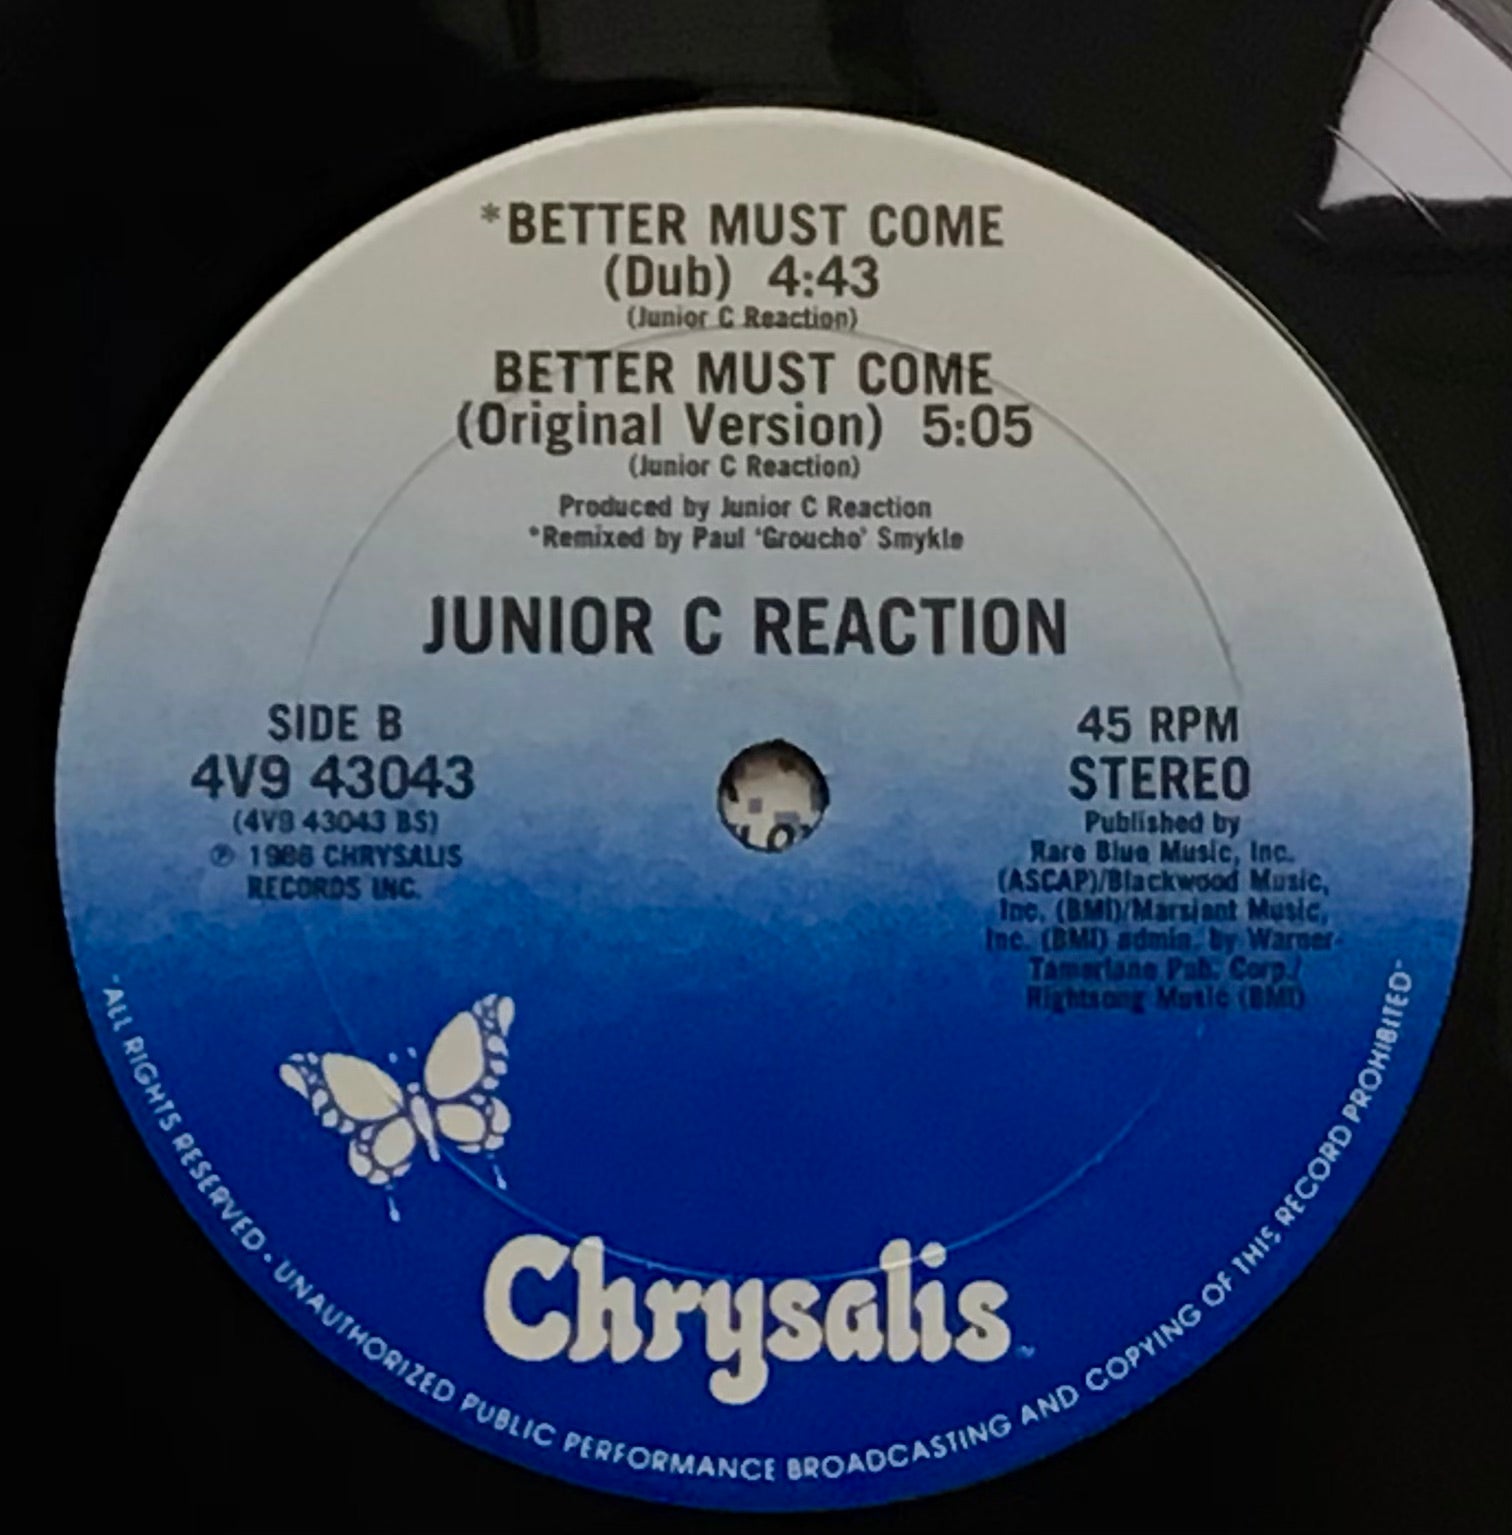 *BETTER MUST COME
(Dub) 4:43
(Junior C Reaction)
BETTER MUST COME
(Original Version) 5:05
(Junior C Reaction)
Produced by Junior C Reaction
*Remixed by Paul 'Groucho' Smykle
JUNIOR C REACTION
SIDE B
4V9 43043
(4V9 43043 BS)
℗ 1986 CHRYSALIS
RECORDS INC.
45 RPM
STEREO
Published by
Rare Blue Music, Inc.
(ASCAP)/Blackwood Music,
Inc. (BMI)/Marsiant Music,
Inc. (BMI) admin. by Warner-
Tamerlane Pub. Corp./
Rightsong Music (BMI)
Chrysalis
"ALL RIGHTS RESERVED · UNAUTHORIZED PUBLIC PERFORMANCE BROADCASTING AND COPYING OF THIS RECORD PROHIBITED"